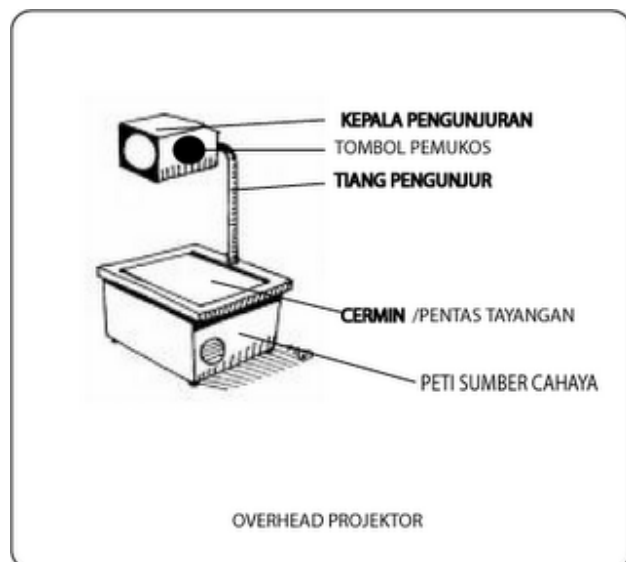 KEPALA PENGUNJURAN
TOMBOL PEMUKOS
TIANG PENGUNJUR
CERMIN /PENTAS TAYANGAN
PETI SUMBER CAHAYA
OVERHEAD PROJEKTOR